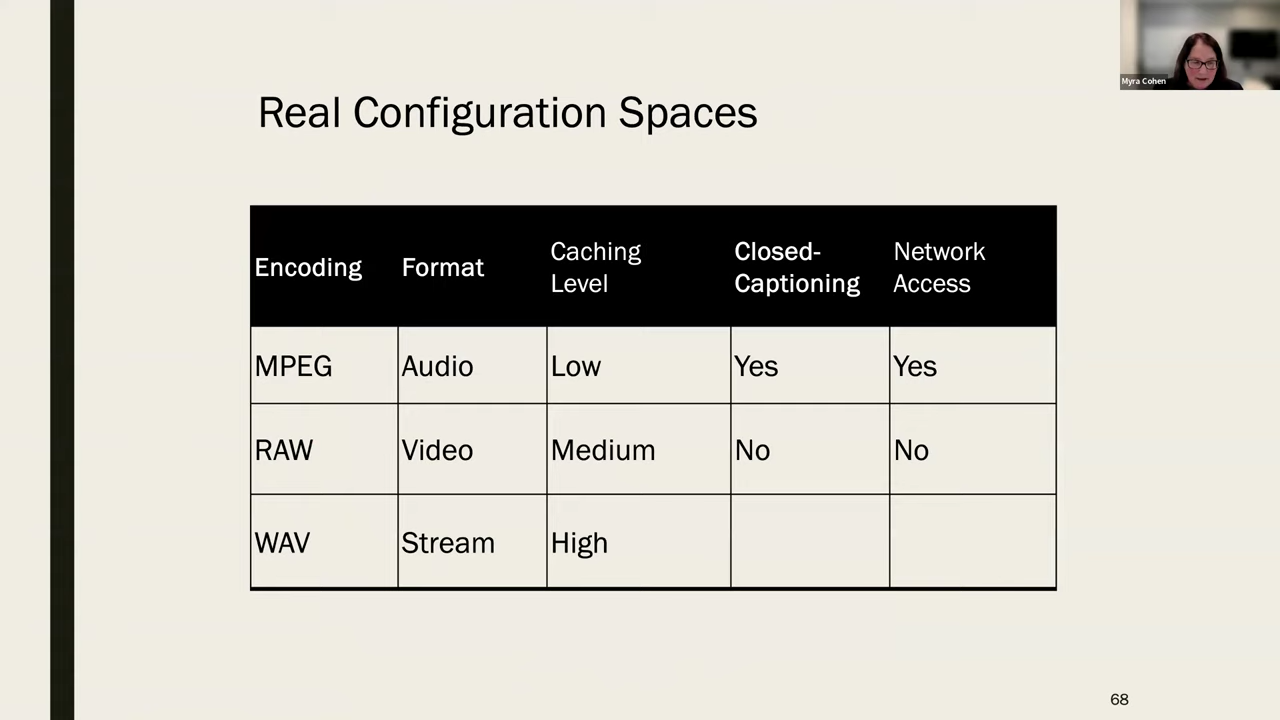 Myra Cohen
Real Configuration Spaces
Encoding Format Caching Level Closed-Captioning Network Access
MPEG Audio Low Yes Yes
RAW Video Medium No No
WAV Stream High
68